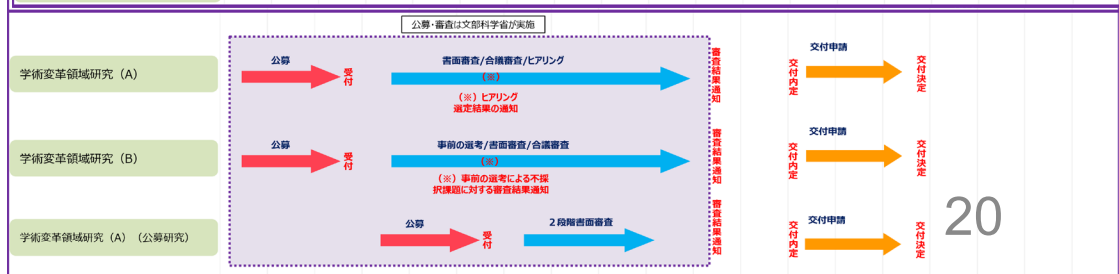 公募・審査は文部科学省が実施
学術変革領域研究（A）
公募
受付
書面審査/合議審査/ヒアリング
（※）
（※）ヒアリング
選定結果の通知
審査結果通知
交付内定
交付申請
交付決定
学術変革領域研究（B）
公募
受付
事前の選考/書面審査/合議審査
（※）
（※）事前の選考による不採
択課題に対する審査結果通知
審査結果通知
交付内定
交付申請
交付決定
学術変革領域研究（A）（公募研究）
公募
受付
２段階書面審査
審査結果通知
交付内定
交付申請
交付決定
20